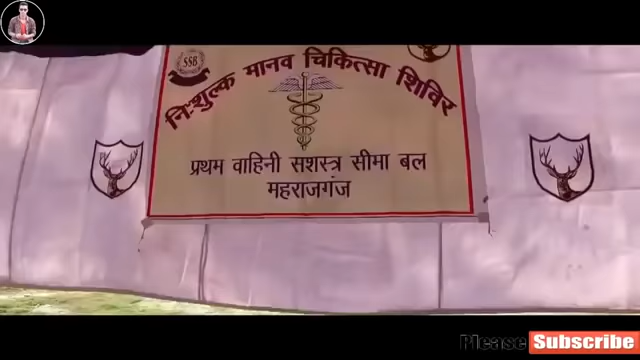 SSB
निःशुल्क मानव चिकित्सा शिविर
प्रथम वाहिनी सशस्त्र सीमा बल
महराजगंज
Please Subscribe